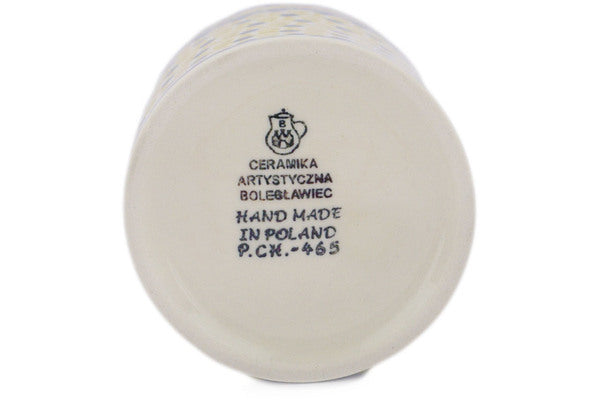 B
CERAMIKA
ARTYSTYCZNA
BOLESŁAWIEC
HAND MADE
IN POLAND
P.CH.-465